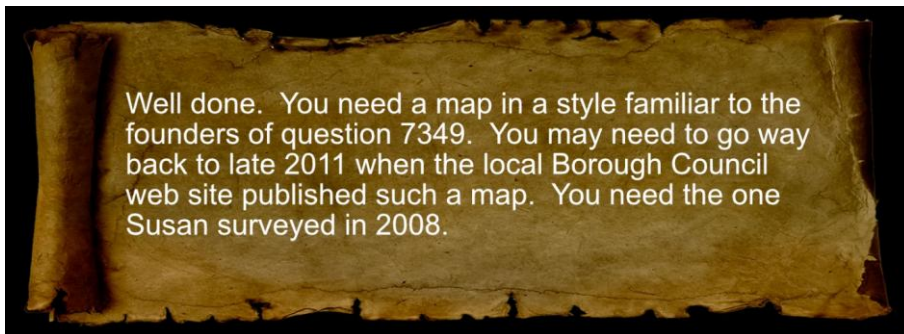 Well done.  You need a map in a style familiar to the
founders of question 7349.  You may need to go way
back to late 2011 when the local Borough Council
web site published such a map.  You need the one
Susan surveyed in 2008.